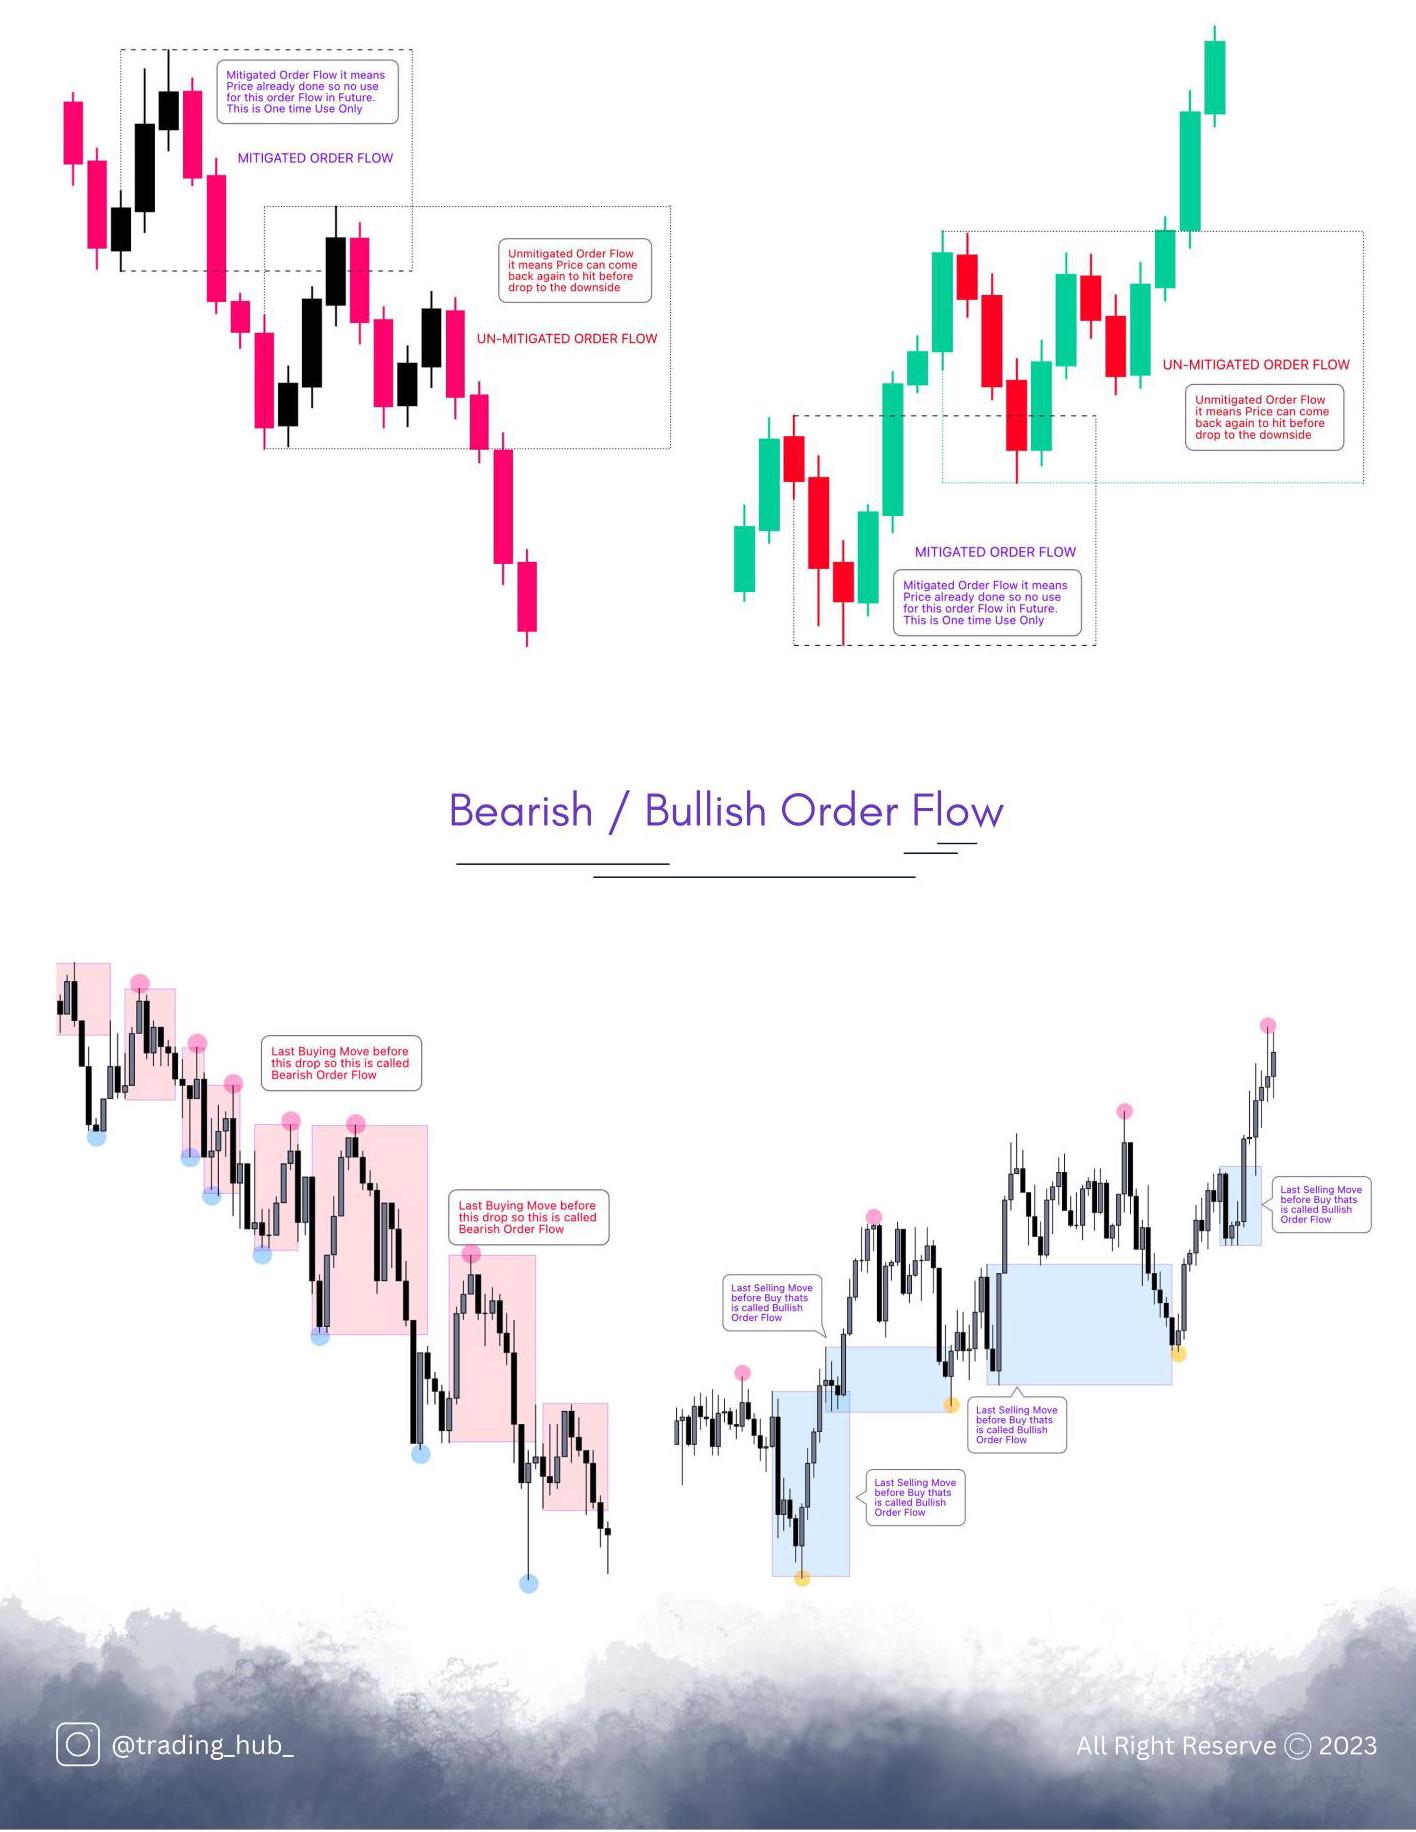 Mitigated Order Flow it means
Price already done so no use
for this order Flow in Future.
This is One time Use Only
MITIGATED ORDER FLOW
Unmitigated Order Flow
it means Price can come
back again to hit before
drop to the downside
UN-MITIGATED ORDER FLOW
UN-MITIGATED ORDER FLOW
Unmitigated Order Flow
it means Price can come
back again to hit before
drop to the downside
MITIGATED ORDER FLOW
Mitigated Order Flow it means
Price already done so no use
for this order Flow in Future.
This is One time Use Only
Bearish / Bullish Order Flow
Last Buying Move before
this drop so this is called
Bearish Order Flow
Last Buying Move before
this drop so this is called
Bearish Order Flow
Last Selling Move
before Buy thats
is called Bullish
Order Flow
Last Selling Move
before Buy thats
is called Bullish
Order Flow
Last Selling Move
before Buy thats
is called Bullish
Order Flow
Last Selling Move
before Buy thats
is called Bullish
Order Flow
@trading_hub_
All Right Reserve © 2023